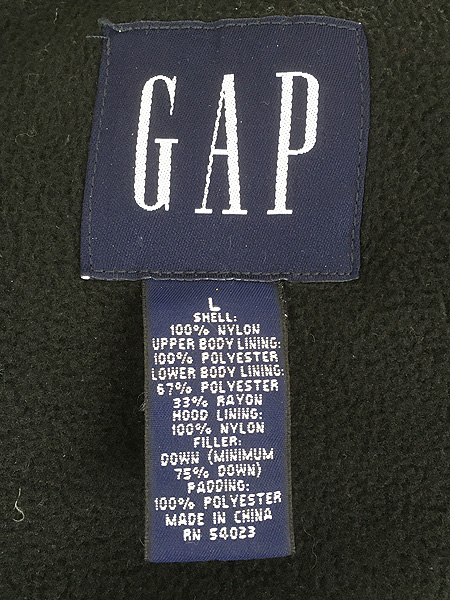 GAP
L
SHELL:
100% NYLON
UPPER BODY LINING:
100% POLYESTER
LOWER BODY LINING:
67% POLYESTER
33% RAYON
HOOD LINING:
100% NYLON
FILLER:
DOWN (MINIMUM
75% DOWN)
PADDING:
100% POLYESTER
MADE IN CHINA
RN 54023